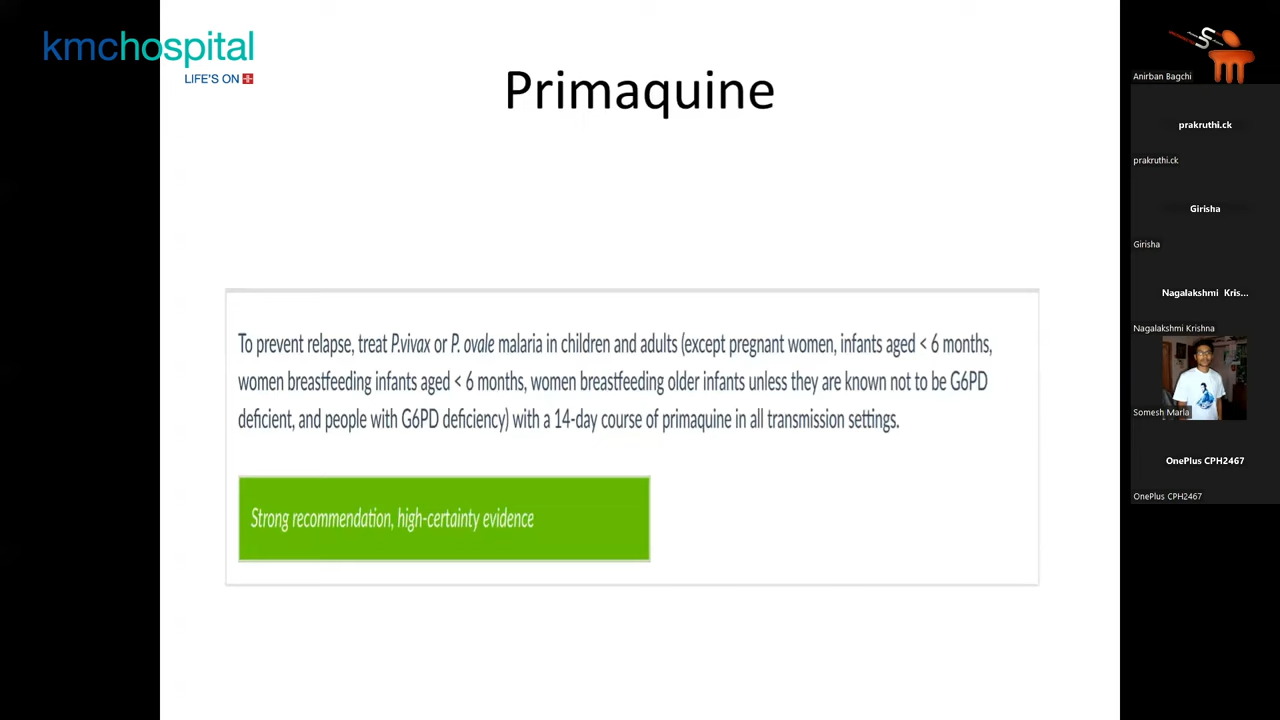 kmchospital
LIFE'S ON
Primaquine
To prevent relapse, treat P.vivax or P. ovale malaria in children and adults (except pregnant women, infants aged < 6 months,
women breastfeeding infants aged < 6 months, women breastfeeding older infants unless they are known not to be G6PD
deficient, and people with G6PD deficiency) with a 14-day course of primaquine in all transmission settings.
Strong recommendation, high-certainty evidence
Anirban Bagchi
prakruthi.ck
prakruthi.ck
Girisha
Girisha
Nagalakshmi Kris...
Nagalakshmi Krishna
Somesh Marla
OnePlus CPH2467
OnePlus CPH2467